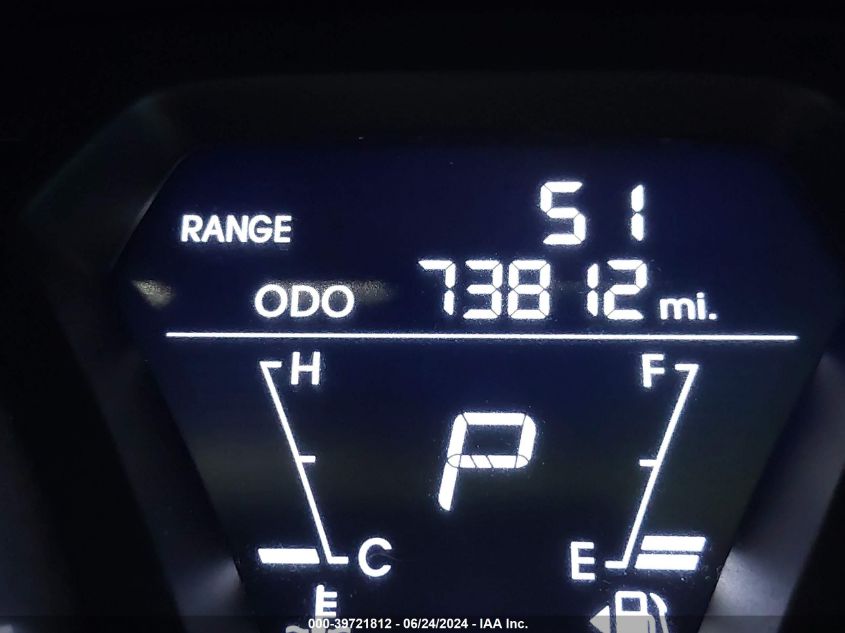 RANGE 51
ODO 73812 mi.
H F
P
C E
000-39721812 - 06/24/2024 - IAA Inc.